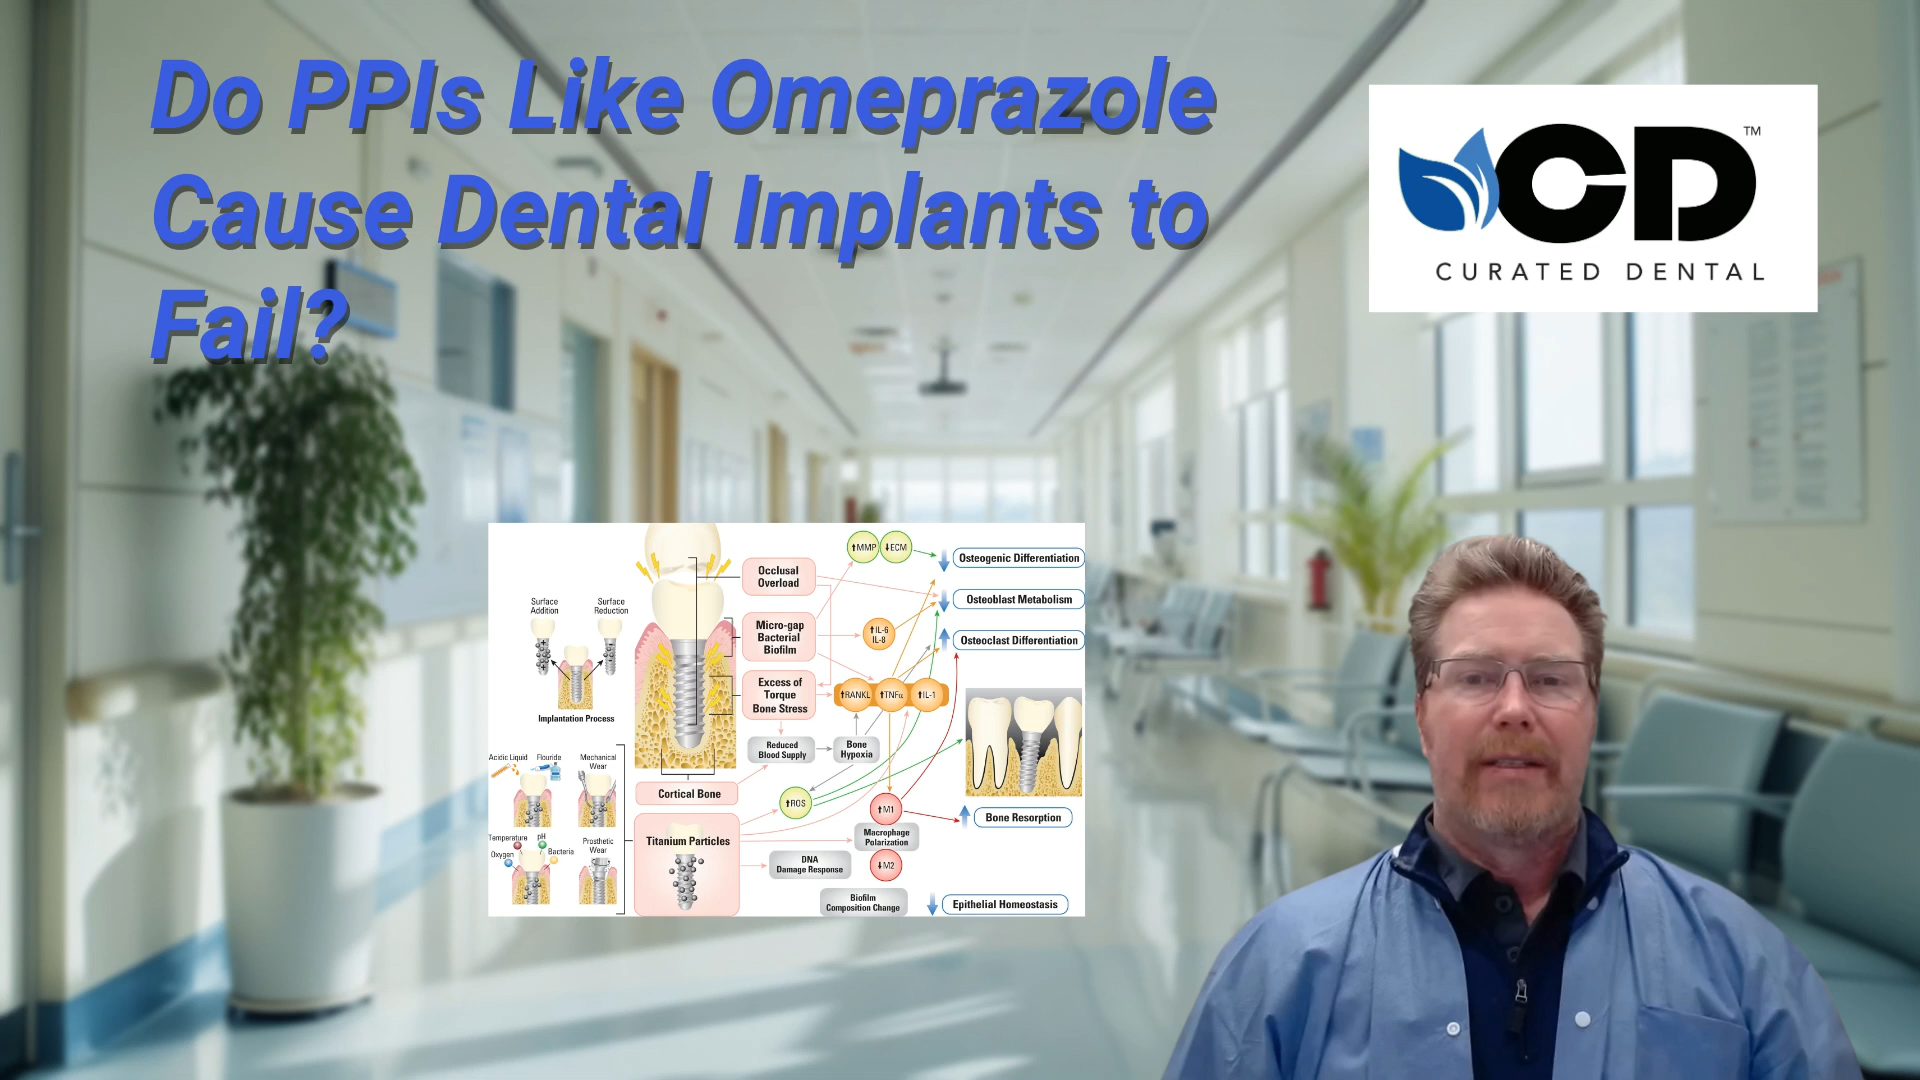 Do PPIs Like Omeprazole
Cause Dental Implants to
Fail?
CD™
CURATED DENTAL
Surface
Addition
Surface
Reduction
Implantation Process
Occlusal
Overload
Micro-gap
Bacterial
Biofilm
Excess of
Torque
Bone Stress
Reduced
Blood Supply
Bone
Hypoxia
Cortical Bone
Titanium Particles
DNA
Damage Response
Biofilm
Composition Change
Macrophage
Polarization
⬆MMP
⬇ECM
⬆IL-6
IL-8
⬆RANKL
⬆TNFα
⬆IL-1
⬆ROS
⬆M1
⬇M2
Osteogenic Differentiation
Osteoblast Metabolism
Osteoclast Differentiation
Bone Resorption
Epithelial Homeostasis
Acidic Liquid
Flouride
Mechanical
Wear
Temperature
pH
Oxygen
Bacteria
Prosthetic
Wear